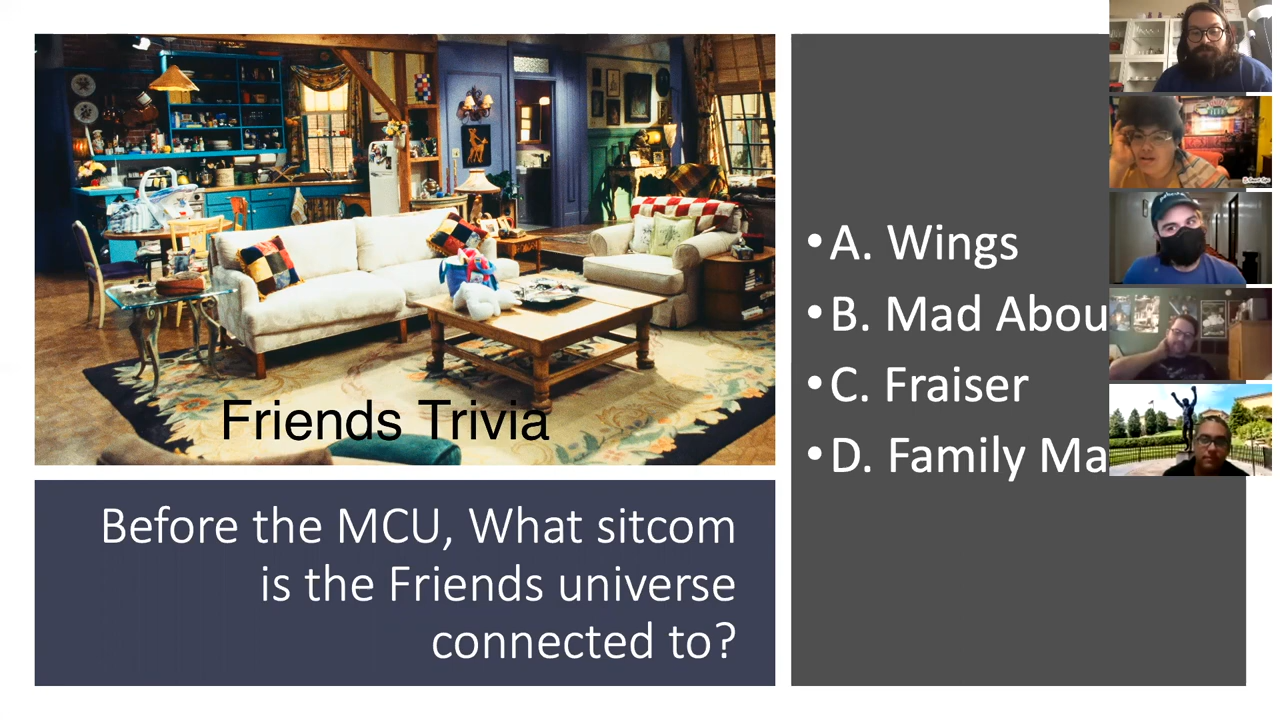 Friends Trivia
Before the MCU, What sitcom
is the Friends universe
connected to?
• A. Wings
• B. Mad Abou
• C. Fraiser
• D. Family Ma